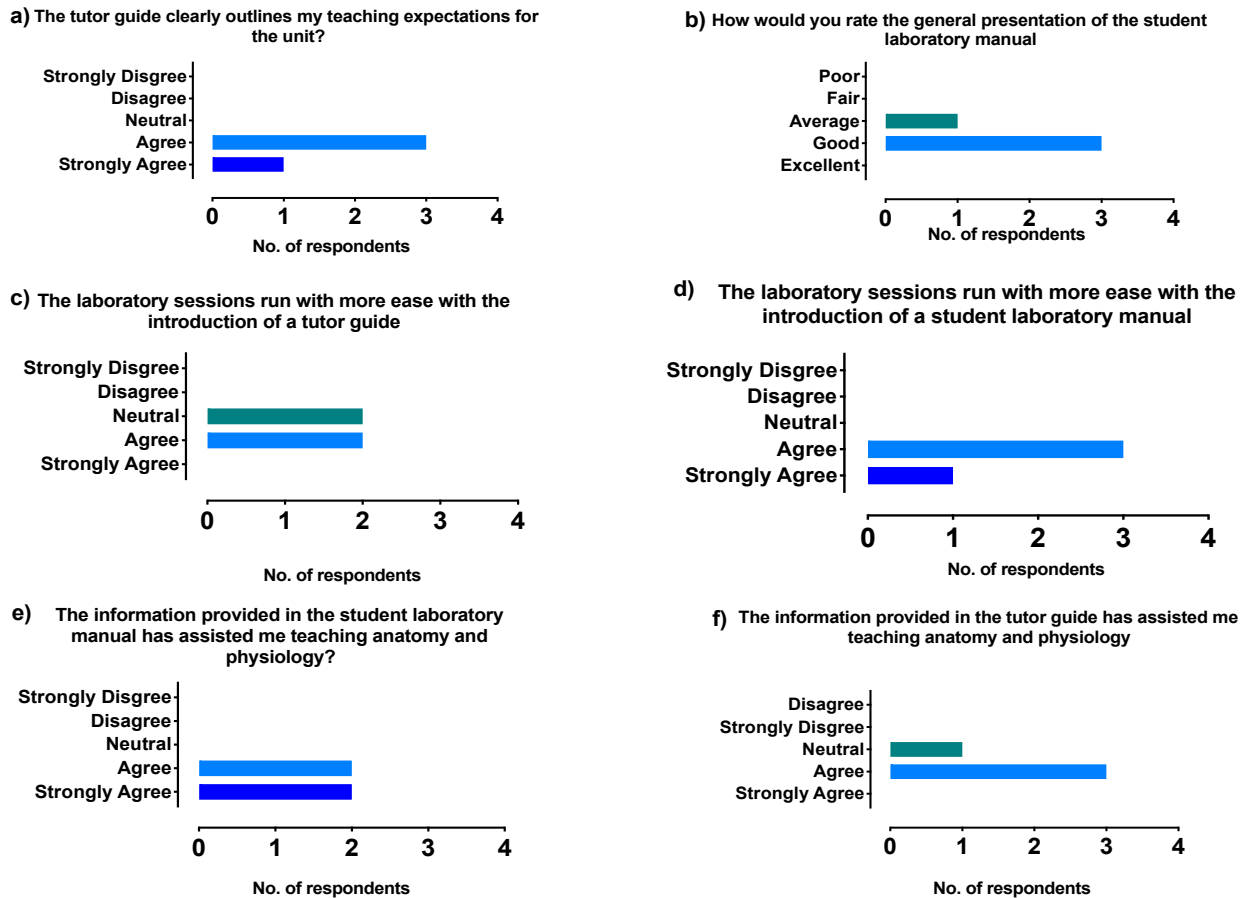 a) The tutor guide clearly outlines my teaching expectations for
the unit?
Strongly Disgree
Disagree
Neutral
Agree
Strongly Agree
0 1 2 3 4
No. of respondents
b) How would you rate the general presentation of the student
laboratory manual
Poor
Fair
Average
Good
Excellent
0 1 2 3 4
No. of respondents
c) The laboratory sessions run with more ease with the
introduction of a tutor guide
Strongly Disgree
Disagree
Neutral
Agree
Strongly Agree
0 1 2 3 4
No. of respondents
d) The laboratory sessions run with more ease with the
introduction of a student laboratory manual
Strongly Disgree
Disagree
Neutral
Agree
Strongly Agree
0 1 2 3 4
No. of respondents
e) The information provided in the student laboratory
manual has assisted me teaching anatomy and
physiology?
Strongly Disgree
Disagree
Neutral
Agree
Strongly Agree
0 1 2 3 4
No. of respondents
f) The information provided in the tutor guide has assisted me
teaching anatomy and physiology
Disagree
Strongly Disgree
Neutral
Agree
Strongly Agree
0 1 2 3 4
No. of respondents